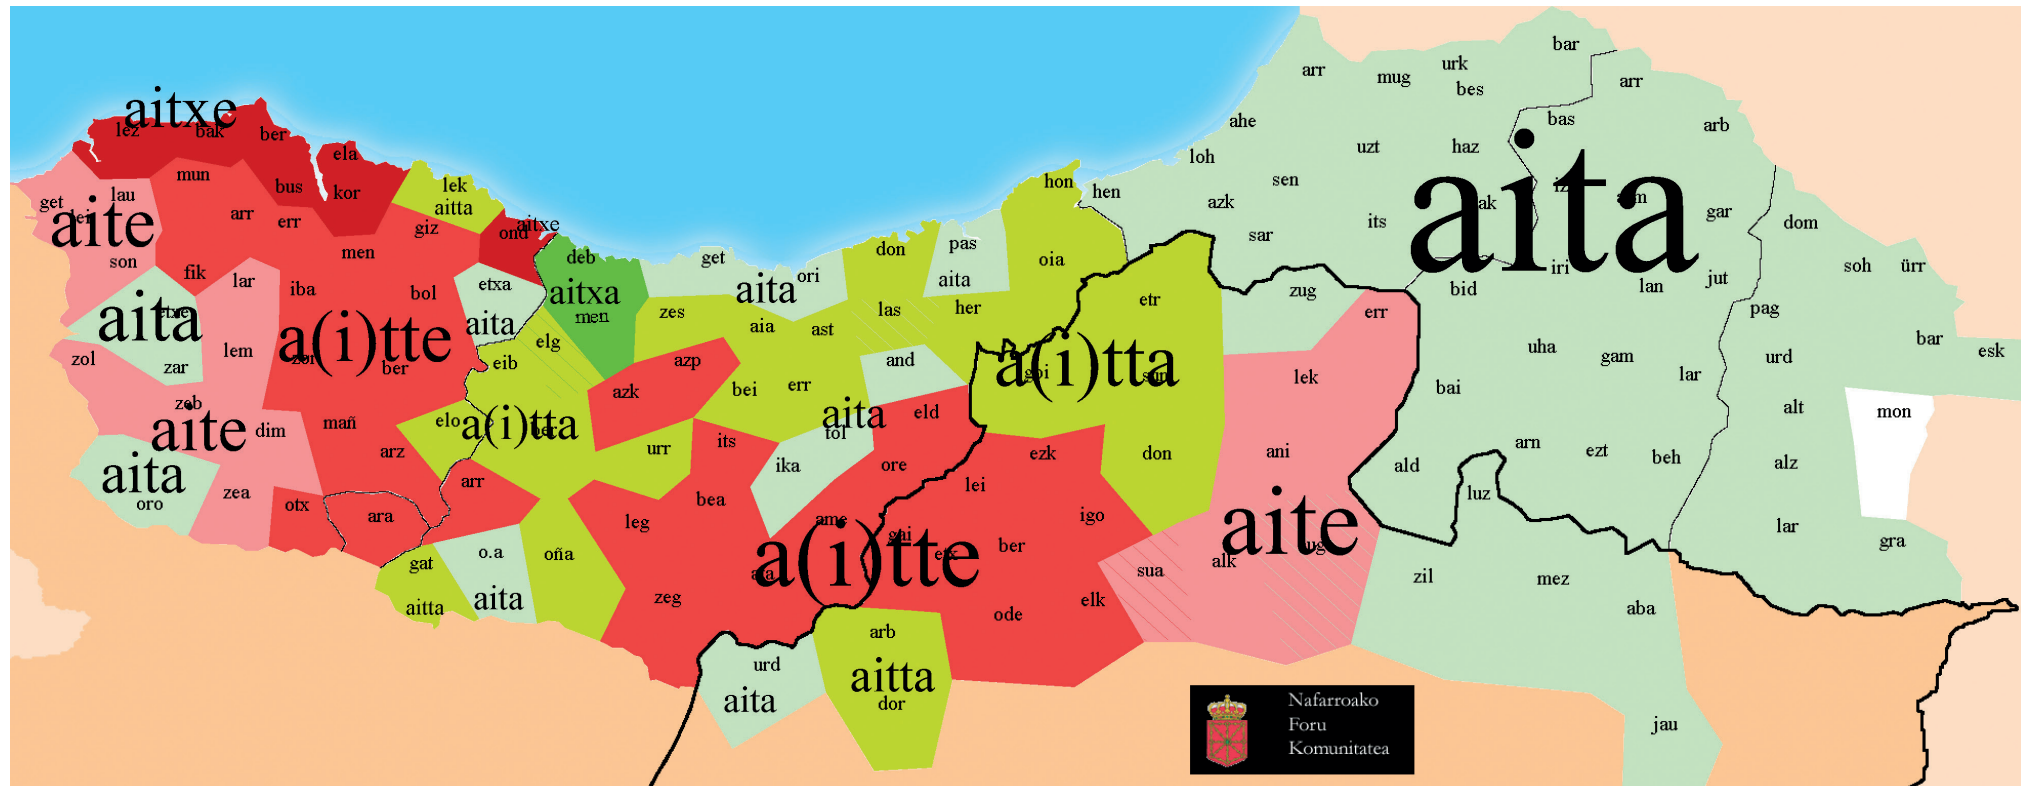 bar
arr
mug
urk
bes
arr
aitxe
lez
bak
ber
ahe
bas
arb
ela
uzt
haz
loh
mun
bus
kor
lek
aitta
sen
hon
hen
get
lau
aite
arr
err
giz
ond
aitxe
azk
its
aita
gar
dom
men
sar
son
fik
lar
iba
bol
etxa
aita
deb
aitxa
men
get
aita
ori
don
pas
aita
oia
iri
lan
jut
soh
ürr
bid
zug
err
etr
pag
aita
etxe
zar
zol
lem
a(i)tte
ber
eib
elg
zes
aia
ast
las
her
and
a(i)tta
azp
azk
bei
err
uha
gam
lar
urd
bar
esk
bai
lek
zeb
aite
dim
mañ
arz
elo
a(i)tta
urr
its
aita
tol
eld
alt
mon
aita
oro
zea
otx
ara
arr
bea
ika
ore
lei
ezk
don
ani
ald
arn
ezt
beh
alz
luz
leg
ame
igo
lar
gra
gat
aitta
o.a
aita
oña
zeg
a(i)tte
ber
ode
elk
sua
alk
aite
zil
mez
aba
urd
aita
arb
aitta
dor
jau
Nafarroako
Foru
Komunitatea